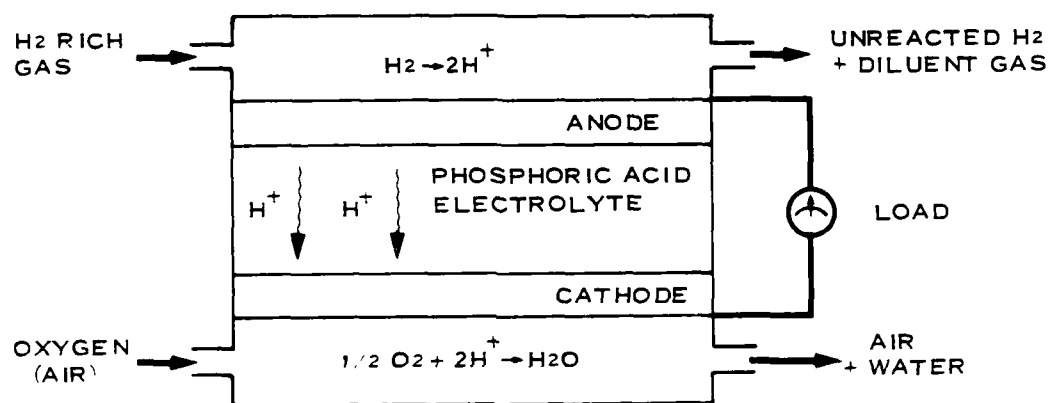 H2 RICH
GAS
H2→2H+
UNREACTED H2
+ DILUENT GAS
ANODE
H+ H+
PHOSPHORIC ACID
ELECTROLYTE
LOAD
CATHODE
OXYGEN
(AIR)
1/2 O2 + 2H+→H2O
AIR
+ WATER